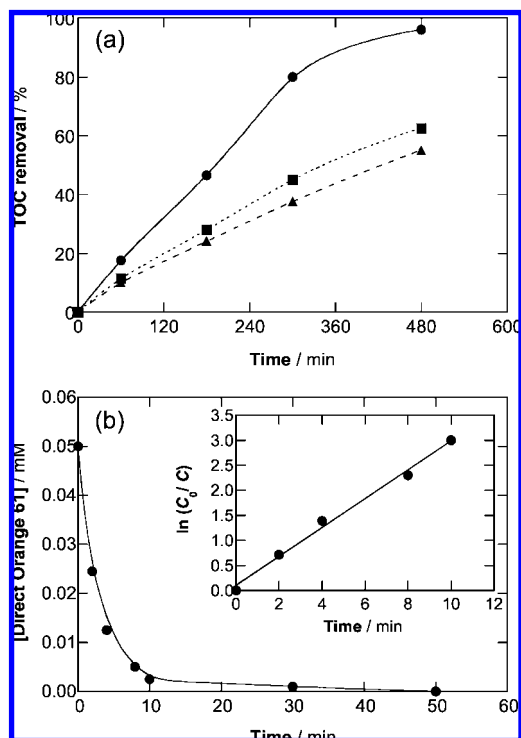 (a)
TOC removal / %
100
80
60
40
20
0
0 120 240 360 480 600
Time / min
(b)
[Direct Orange 61] / mM
0.06
0.05
0.04
0.03
0.02
0.01
0.00
0 10 20 30 40 50 60
Time / min
ln (C0/ C)
3.5
3.0
2.5
2.0
1.5
1.0
0.5
0.0
0 2 4 6 8 10 12
Time / min